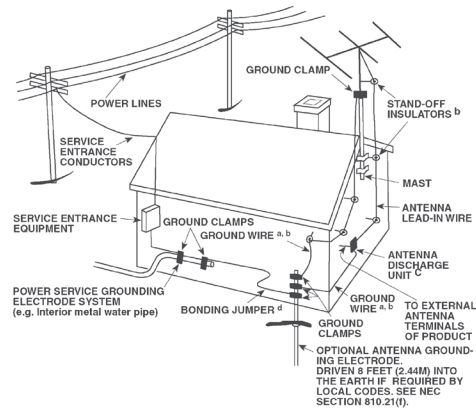 GROUND CLAMP
POWER LINES
STAND-OFF
INSULATORS b
SERVICE
ENTRANCE
CONDUCTORS
MAST
ANTENNA
LEAD-IN WIRE
SERVICE ENTRANCE
EQUIPMENT
GROUND CLAMPS
GROUND WIRE a, b
ANTENNA
DISCHARGE
UNIT C
POWER SERVICE GROUNDING
ELECTRODE SYSTEM
(e.g. Interior metal water pipe)
BONDING JUMPER d
GROUND
WIRE a, b
GROUND
CLAMPS
TO EXTERNAL
ANTENNA
TERMINALS
OF PRODUCT
OPTIONAL ANTENNA GROUND-
ING ELECTRODE.
DRIVEN 8 FEET (2.44M) INTO
THE EARTH IF REQUIRED BY
LOCAL CODES. SEE NEC
SECTION 810.21(f).